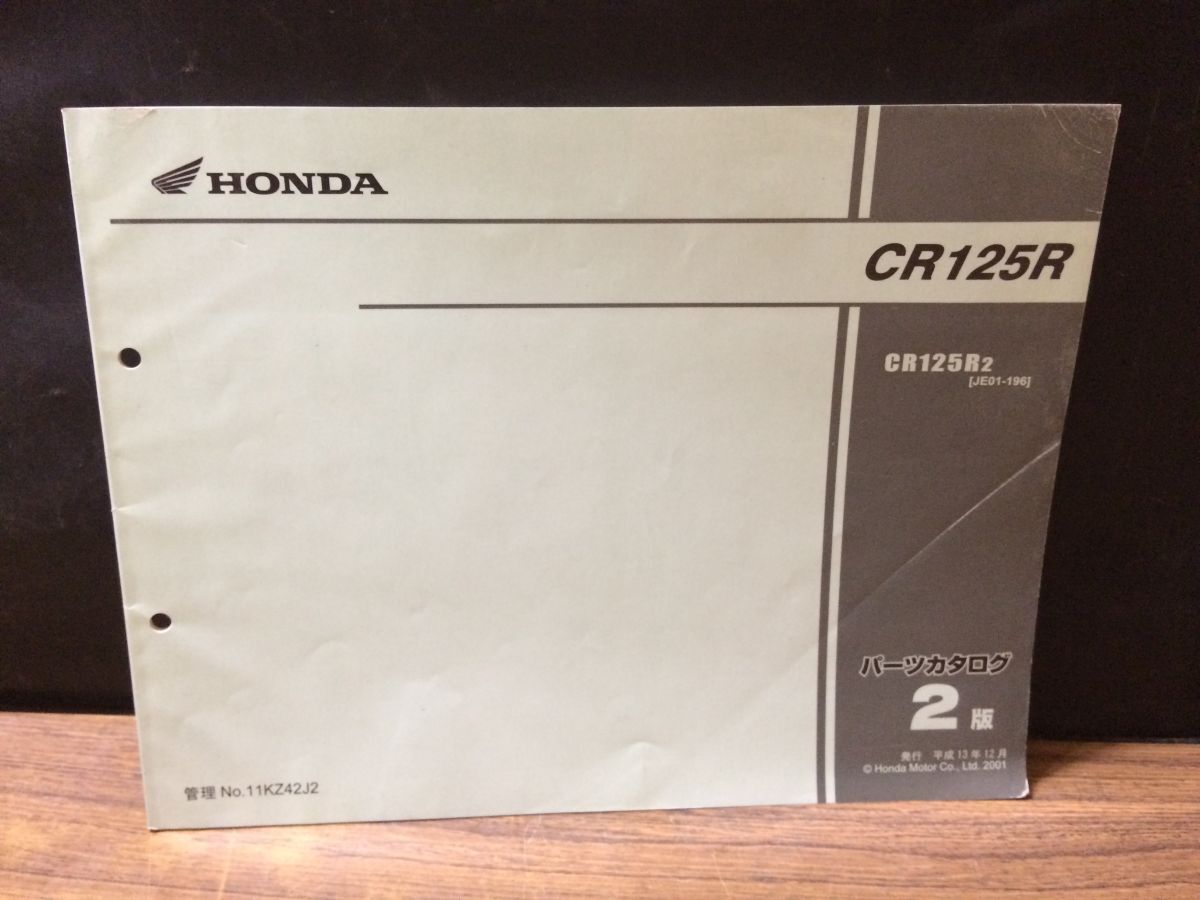 HONDA
CR125R
CR125R2
[JE01-196]
パーツカタログ
2版
発行 平成13年12月
© Honda Motor Co., Ltd. 2001
管理 No.11KZ42J2